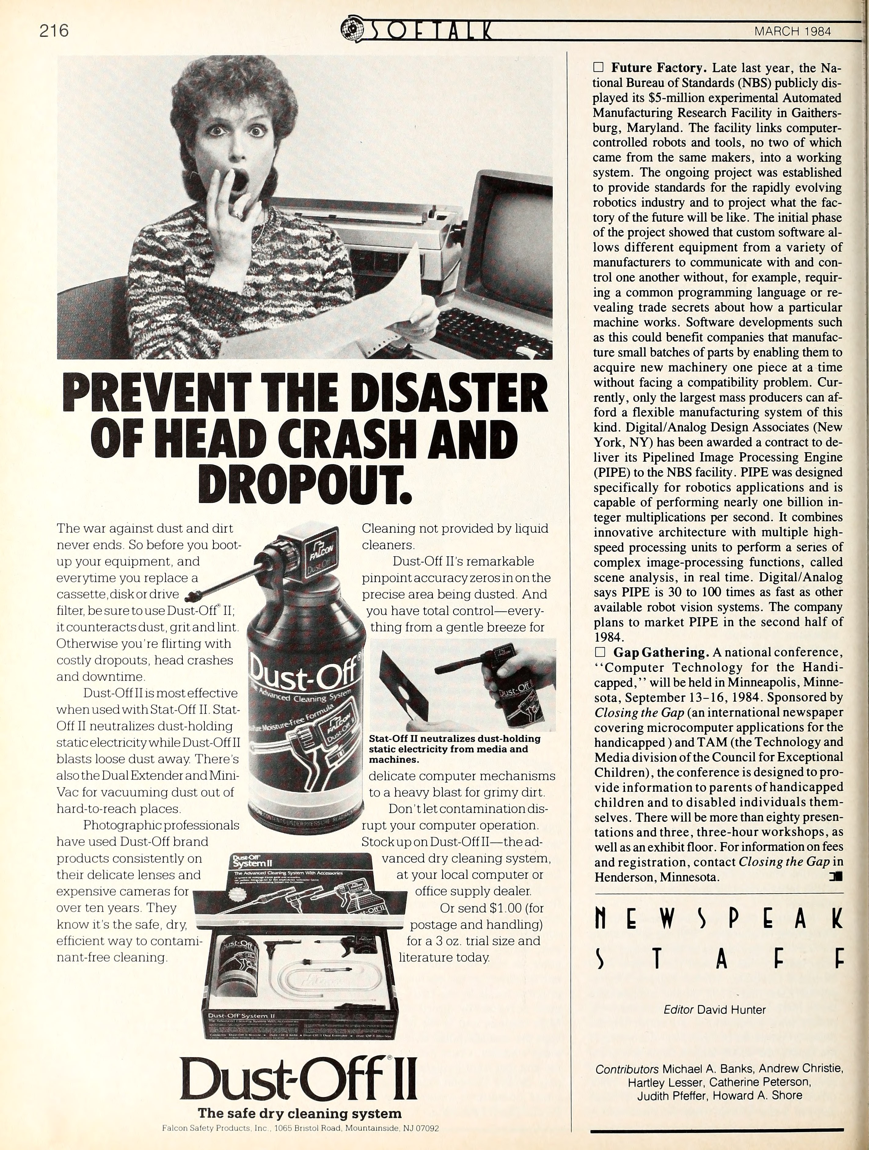 216
SOFTALK
MARCH 1984
PREVENT THE DISASTER
OF HEAD CRASH AND
DROPOUT.
The war against dust and dirt
never ends. So before you boot-
up your equipment, and
everytime you replace a
cassette, disk or drive
filter, be sure to use Dust-Off® II;
it counteracts dust, grit and lint.
Otherwise you're flirting with
costly dropouts, head crashes
and downtime.
Dust-Off II is most effective
when used with Stat-Off II. Stat-
Off II neutralizes dust-holding
static electricity while Dust-Off II
blasts loose dust away. There's
also the Dual Extender and Mini-
Vac for vacuuming dust out of
hard-to-reach places.
Photographic professionals
have used Dust-Off brand
products consistently on
their delicate lenses and
expensive cameras for
over ten years. They
know it's the safe, dry,
efficient way to contami-
nant-free cleaning.
FALCON
Dust-Off
The Advanced Cleaning System
Moisture-Free Formula
FALCON
Dust-Off
System II
The Advanced Cleaning System With Accessories
Dust-Off System II
Cleaning not provided by liquid
cleaners.
Dust-Off II's remarkable
pinpoint accuracy zeros in on the
precise area being dusted. And
you have total control—every-
thing from a gentle breeze for
Dust-Off
Stat-Off II neutralizes dust-holding
static electricity from media and
machines.
delicate computer mechanisms
to a heavy blast for grimy dirt.
Don't let contamination dis-
rupt your computer operation.
Stock up on Dust-Off II—the ad-
vanced dry cleaning system,
at your local computer or
office supply dealer.
Or send $1.00 (for
postage and handling)
for a 3 oz. trial size and
literature today.
Dust-Off® II
The safe dry cleaning system
Falcon Safety Products, Inc., 1065 Bristol Road, Mountainside, NJ 07092
□ Future Factory. Late last year, the Na-
tional Bureau of Standards (NBS) publicly dis-
played its $5-million experimental Automated
Manufacturing Research Facility in Gaithers-
burg, Maryland. The facility links computer-
controlled robots and tools, no two of which
came from the same makers, into a working
system. The ongoing project was established
to provide standards for the rapidly evolving
robotics industry and to project what the fac-
tory of the future will be like. The initial phase
of the project showed that custom software al-
lows different equipment from a variety of
manufacturers to communicate with and con-
trol one another without, for example, requir-
ing a common programming language or re-
vealing trade secrets about how a particular
machine works. Software developments such
as this could benefit companies that manufac-
ture small batches of parts by enabling them to
acquire new machinery one piece at a time
without facing a compatibility problem. Cur-
rently, only the largest mass producers can af-
ford a flexible manufacturing system of this
kind. Digital/Analog Design Associates (New
York, NY) has been awarded a contract to de-
liver its Pipelined Image Processing Engine
(PIPE) to the NBS facility. PIPE was designed
specifically for robotics applications and is
capable of performing nearly one billion in-
teger multiplications per second. It combines
innovative architecture with multiple high-
speed processing units to perform a series of
complex image-processing functions, called
scene analysis, in real time. Digital/Analog
says PIPE is 30 to 100 times as fast as other
available robot vision systems. The company
plans to market PIPE in the second half of
1984.
□ Gap Gathering. A national conference,
"Computer Technology for the Handi-
capped," will be held in Minneapolis, Minne-
sota, September 13-16, 1984. Sponsored by
Closing the Gap (an international newspaper
covering microcomputer applications for the
handicapped ) and TAM (the Technology and
Media division of the Council for Exceptional
Children), the conference is designed to pro-
vide information to parents of handicapped
children and to disabled individuals them-
selves. There will be more than eighty presen-
tations and three, three-hour workshops, as
well as an exhibit floor. For information on fees
and registration, contact Closing the Gap in
Henderson, Minnesota.
NEWSPEAK
STAFF
Editor David Hunter
Contributors Michael A. Banks, Andrew Christie,
Hartley Lesser, Catherine Peterson,
Judith Pfeffer, Howard A. Shore